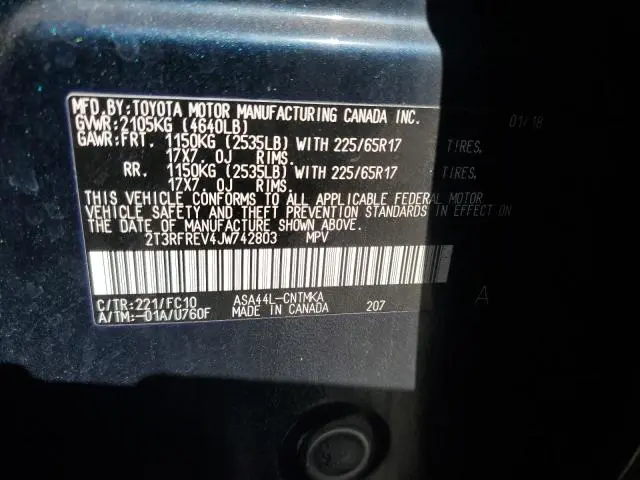 MFD.BY:TOYOTA MOTOR MANUFACTURING CANADA INC. 01/18
GVWR:2105KG (4640LB)
GAWR:FRT. 1150KG (2535LB) WITH 225/65R17 TIRES,
17X7.0J RIMS.
RR. 1150KG (2535LB) WITH 225/65R17 TIRES,
17X7.0J RIMS.
THIS VEHICLE CONFORMS TO ALL APPLICABLE FEDERAL MOTOR
VEHICLE SAFETY AND THEFT PREVENTION STANDARDS IN EFFECT ON
THE DATE OF MANUFACTURE SHOWN ABOVE.
2T3RFREV4JW742803 MPV
C/TR:221/FC10 ASA44L-CNTMKA A
A/TM:-01A/U760F MADE IN CANADA 207